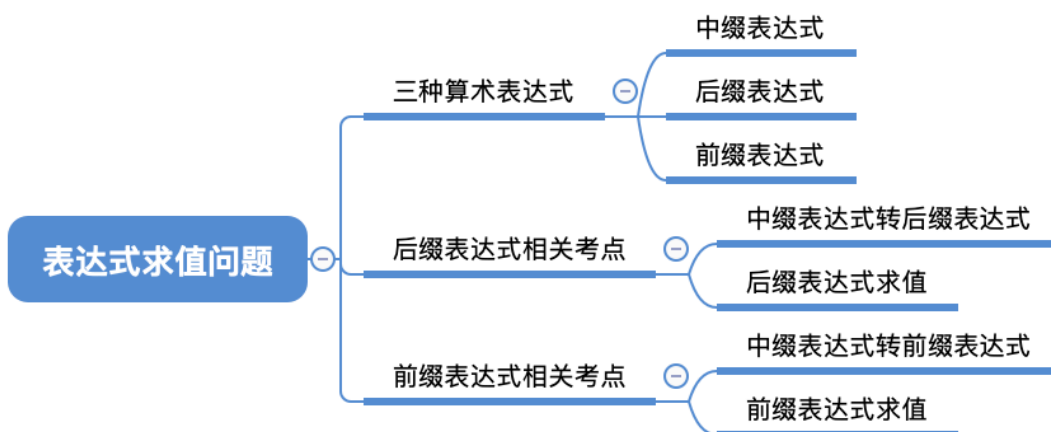 表达式求值问题
三种算术表达式
中缀表达式
后缀表达式
前缀表达式
后缀表达式相关考点
中缀表达式转后缀表达式
后缀表达式求值
前缀表达式相关考点
中缀表达式转前缀表达式
前缀表达式求值